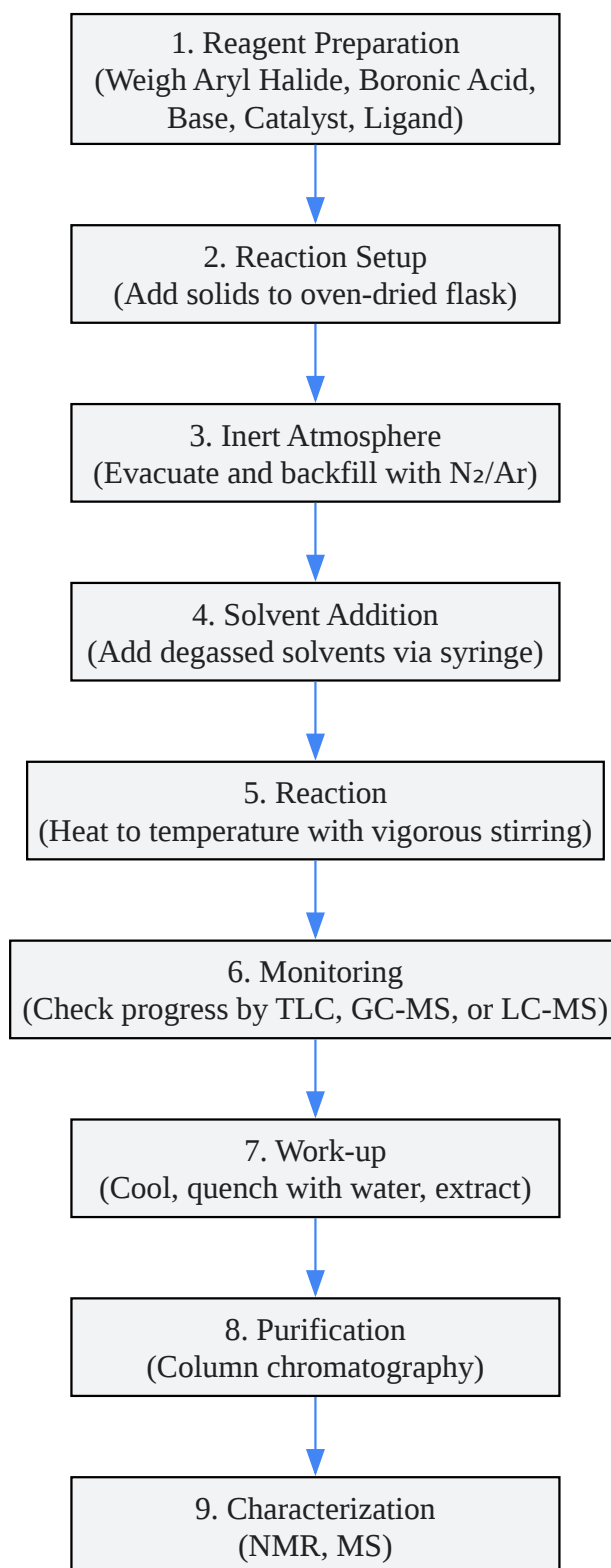 1. Reagent Preparation
(Weigh Aryl Halide, Boronic Acid,
Base, Catalyst, Ligand)
2. Reaction Setup
(Add solids to oven-dried flask)
3. Inert Atmosphere
(Evacuate and backfill with N₂/Ar)
4. Solvent Addition
(Add degassed solvents via syringe)
5. Reaction
(Heat to temperature with vigorous stirring)
6. Monitoring
(Check progress by TLC, GC-MS, or LC-MS)
7. Work-up
(Cool, quench with water, extract)
8. Purification
(Column chromatography)
9. Characterization
(NMR, MS)